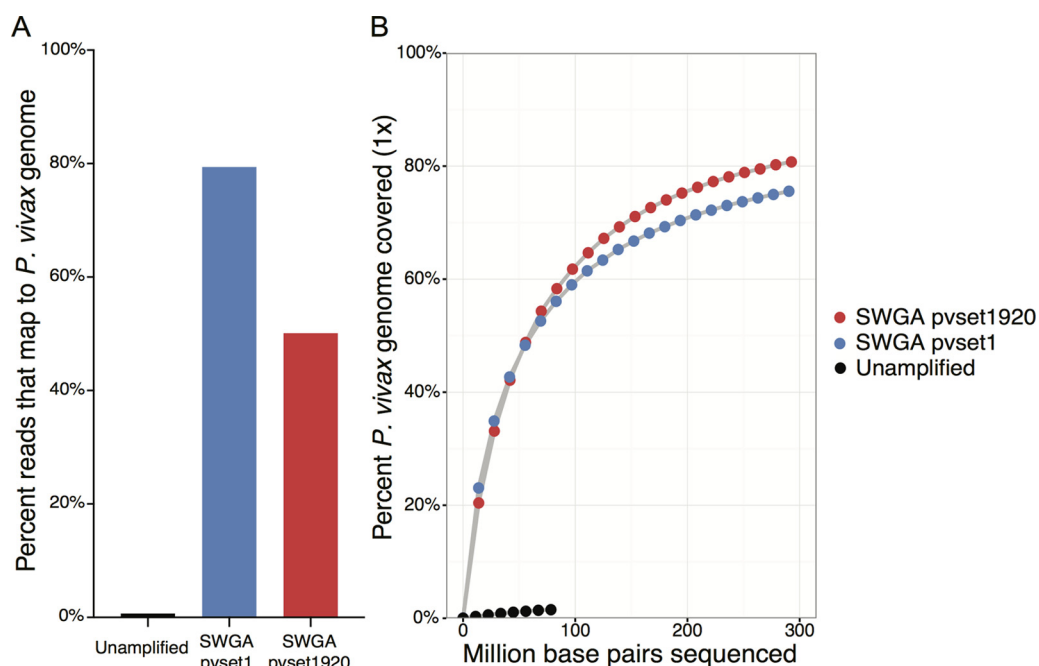 A
Percent reads that map to P. vivax genome
100%
80%
60%
40%
20%
0%
Unamplified
SWGA
pvset1
SWGA
pvset1920
B
Percent P. vivax genome covered (1x)
100%
80%
60%
40%
20%
0%
0
100
200
300
Million base pairs sequenced
SWGA pvset1920
SWGA pvset1
Unamplified